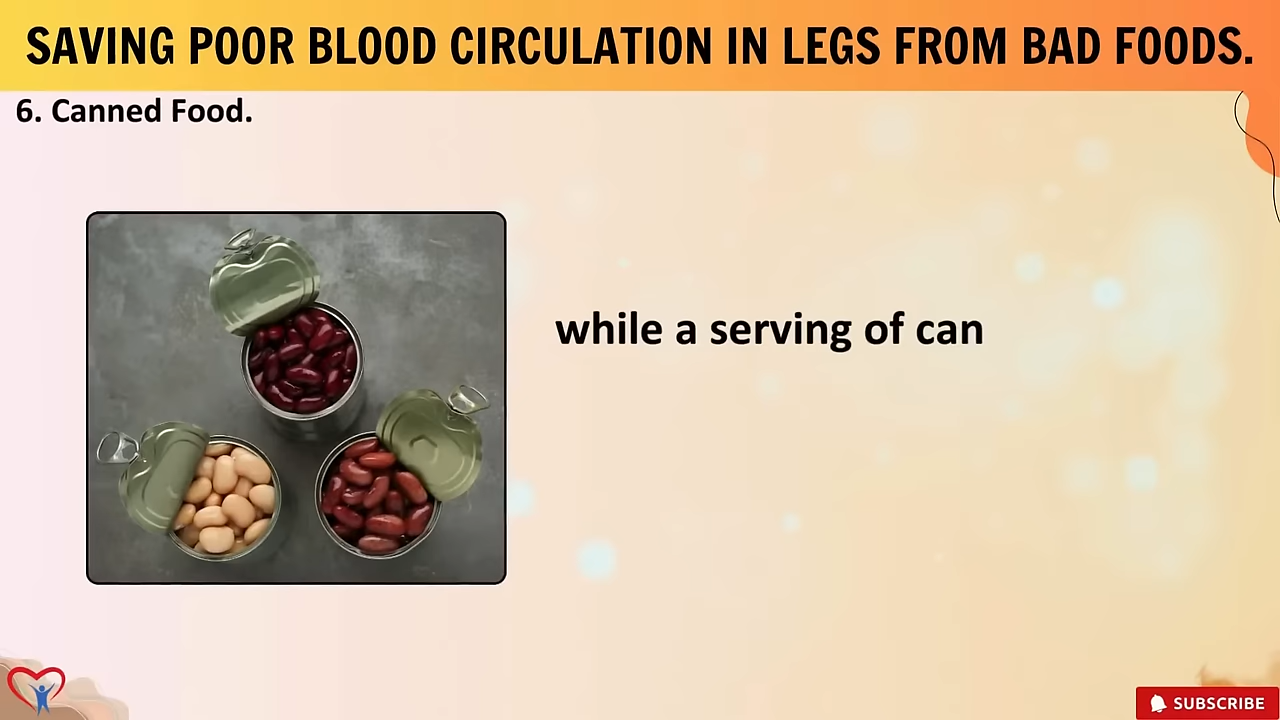 SAVING POOR BLOOD CIRCULATION IN LEGS FROM BAD FOODS.
6. Canned Food.
while a serving of can
SUBSCRIBE